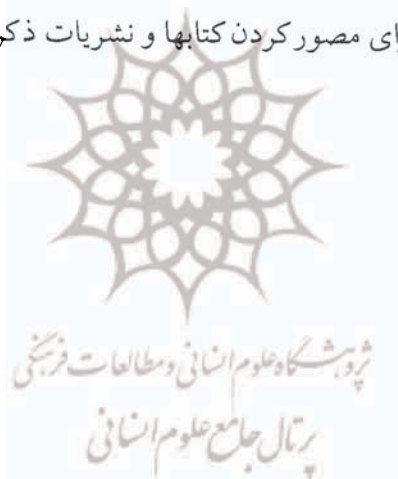 ای مصور کردن کتابها و نشریات ذکر
پژوهشگاه علوم انسانی و مطالعات فرهنگی
پرتال جامع علوم انسانی